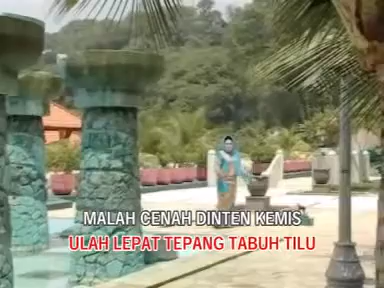 MALAH CENAH DINTEN KEMIS
ULAH LEPAT TEPANG TABUH TILU